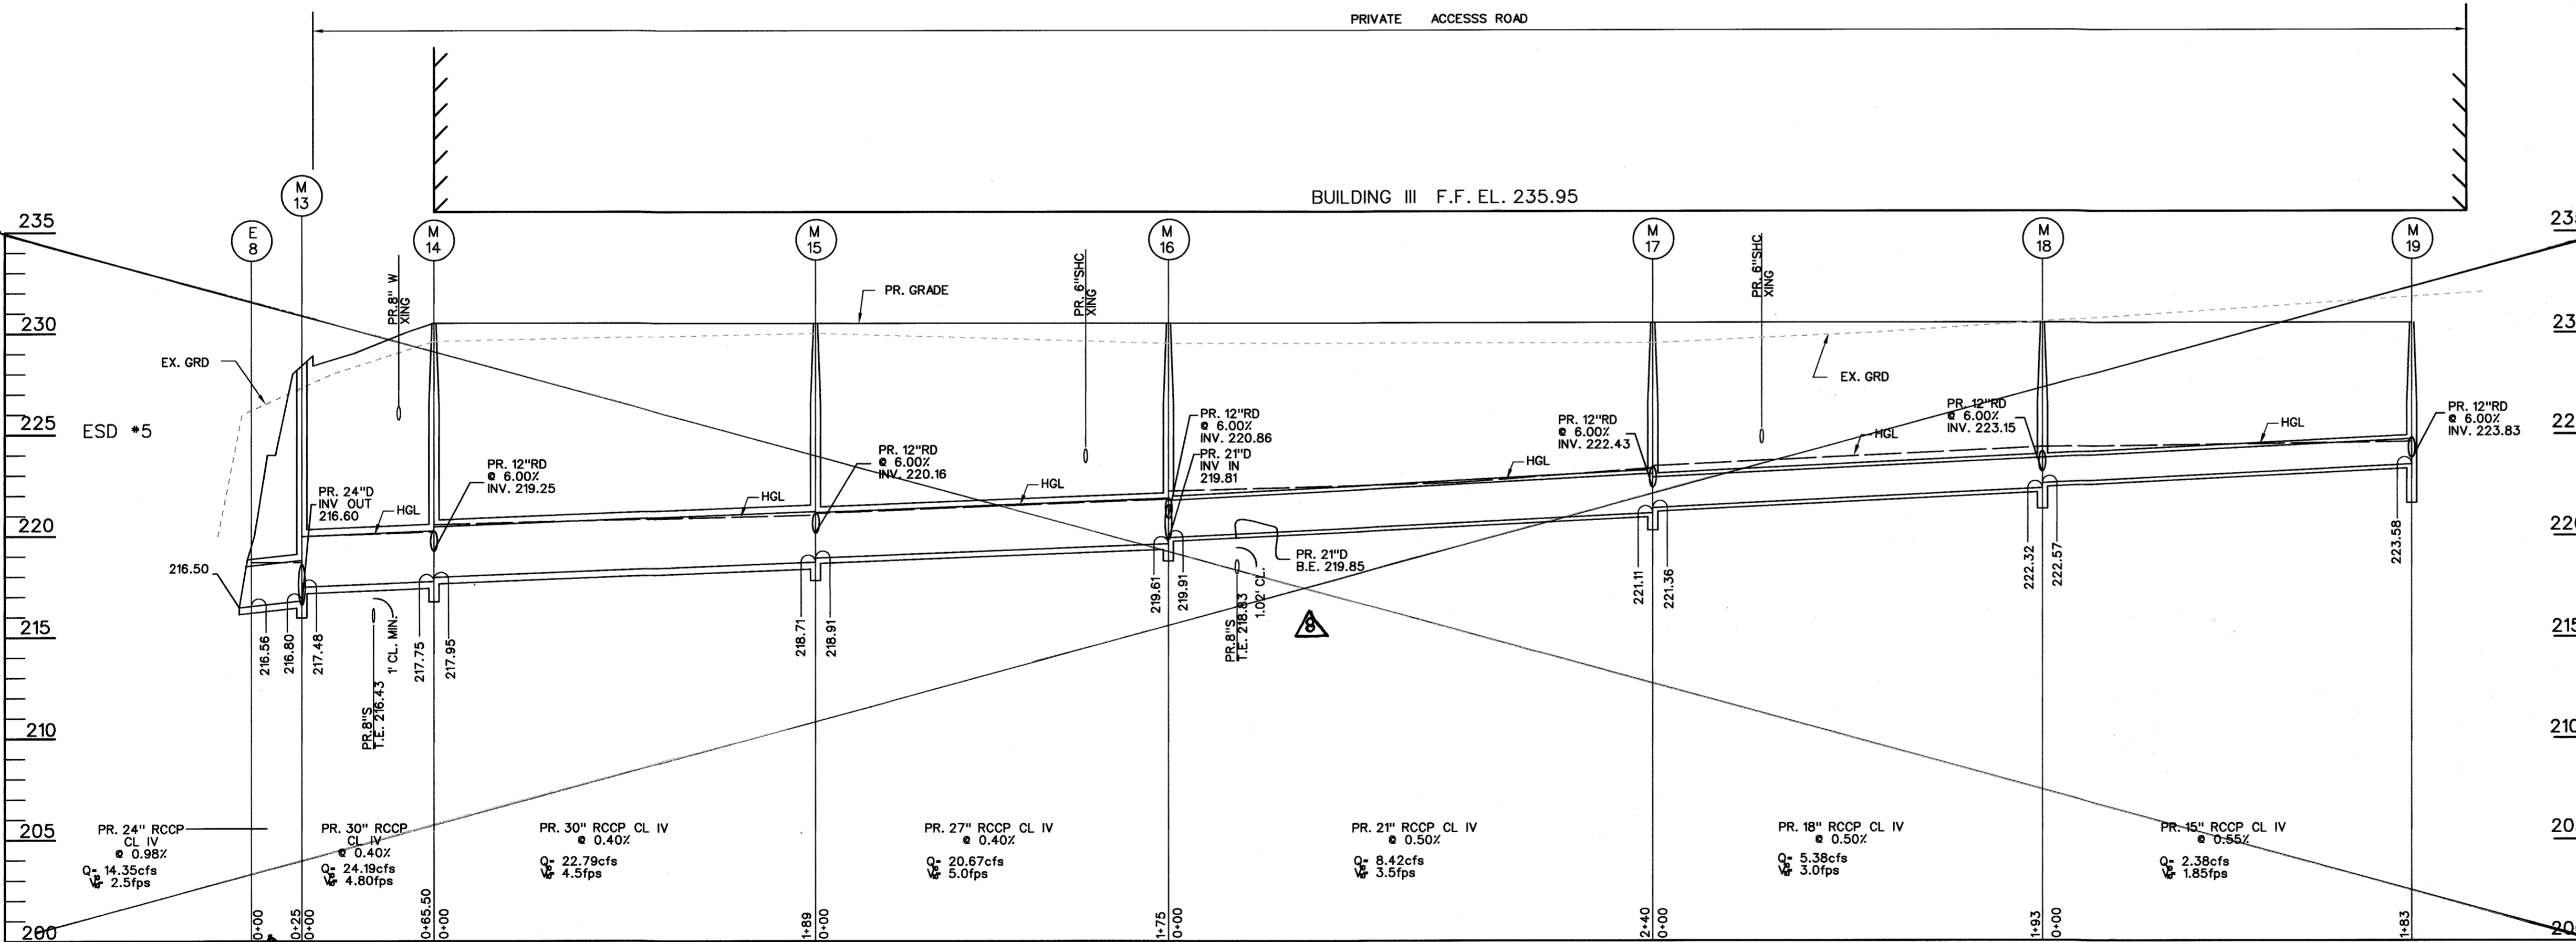 PRIVATE ACCESSS ROAD
BUILDING III F.F. EL. 235.95
M
13
E
8
M
14
M
15
M
16
M
17
M
18
M
19
235
230
225
220
215
210
205
200
PR. 8" W
XING
PR. 6"SHC
XING
PR. GRADE
PR. 6"SHC
XING
EX. GRD
EX. GRD
ESD #5
PR. 24"D
INV OUT
216.60
HGL
PR. 12"RD
@ 6.00%
INV. 219.25
HGL
PR. 12"RD
@ 6.00%
INV. 220.16
HGL
PR. 12"RD
@ 6.00%
INV. 220.86
PR. 21"D
INV IN
219.81
HGL
PR. 12"RD
@ 6.00%
INV. 222.43
HGL
PR. 12"RD
@ 6.00%
INV. 223.15
HGL
PR. 12"RD
@ 6.00%
INV. 223.83
216.50
216.56
216.80
217.48
PR.8"S
T.E. 216.43
1' CL. MIN.
217.75
217.95
218.71
218.91
219.61
219.91
PR.8"S
T.E. 218.83
1.02' CL.
PR. 21"D
B.E. 219.85
8
221.11
221.36
222.32
222.57
223.58
PR. 24" RCCP
CL IV
@ 0.98%
Q= 14.35cfs
2.5fps
PR. 30" RCCP
CL IV
@ 0.40%
Q= 24.19cfs
4.80fps
PR. 30" RCCP CL IV
@ 0.40%
Q= 22.79cfs
4.5fps
PR. 27" RCCP CL IV
@ 0.40%
Q= 20.67cfs
5.0fps
PR. 21" RCCP CL IV
@ 0.50%
Q= 8.42cfs
3.5fps
PR. 18" RCCP CL IV
@ 0.50%
Q= 5.38cfs
3.0fps
PR. 15" RCCP CL IV
@ 0.55%
Q= 2.38cfs
1.85fps
0+00
0+25
0+00
0+65.50
0+00
1+89
0+00
1+75
0+00
2+40
0+00
1+93
0+00
1+83